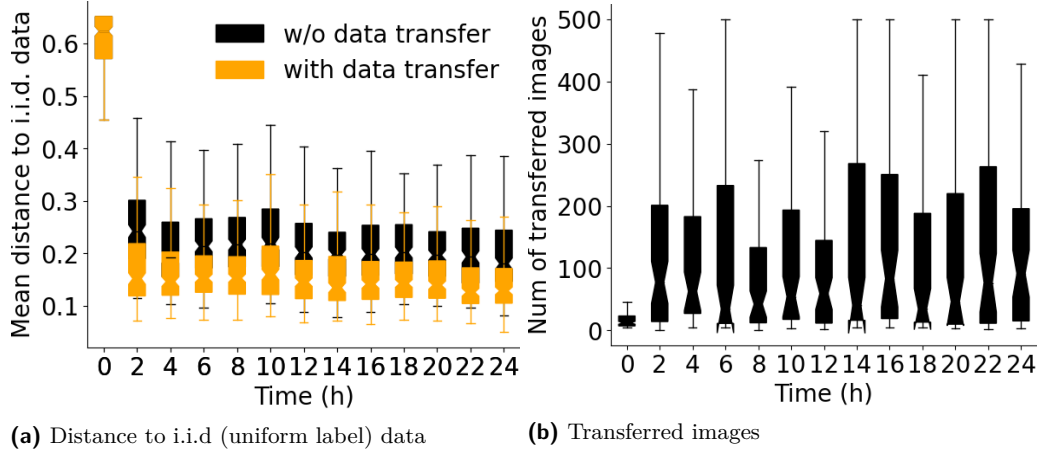 Mean distance to i.i.d. data
0.6
0.5
0.4
0.3
0.2
0.1
w/o data transfer
with data transfer
0 2 4 6 8 10 12 14 16 18 20 22 24
Time (h)
(a) Distance to i.i.d (uniform label) data
Num of transferred images
500
400
300
200
100
0
0 2 4 6 8 10 12 14 16 18 20 22 24
Time (h)
(b) Transferred images